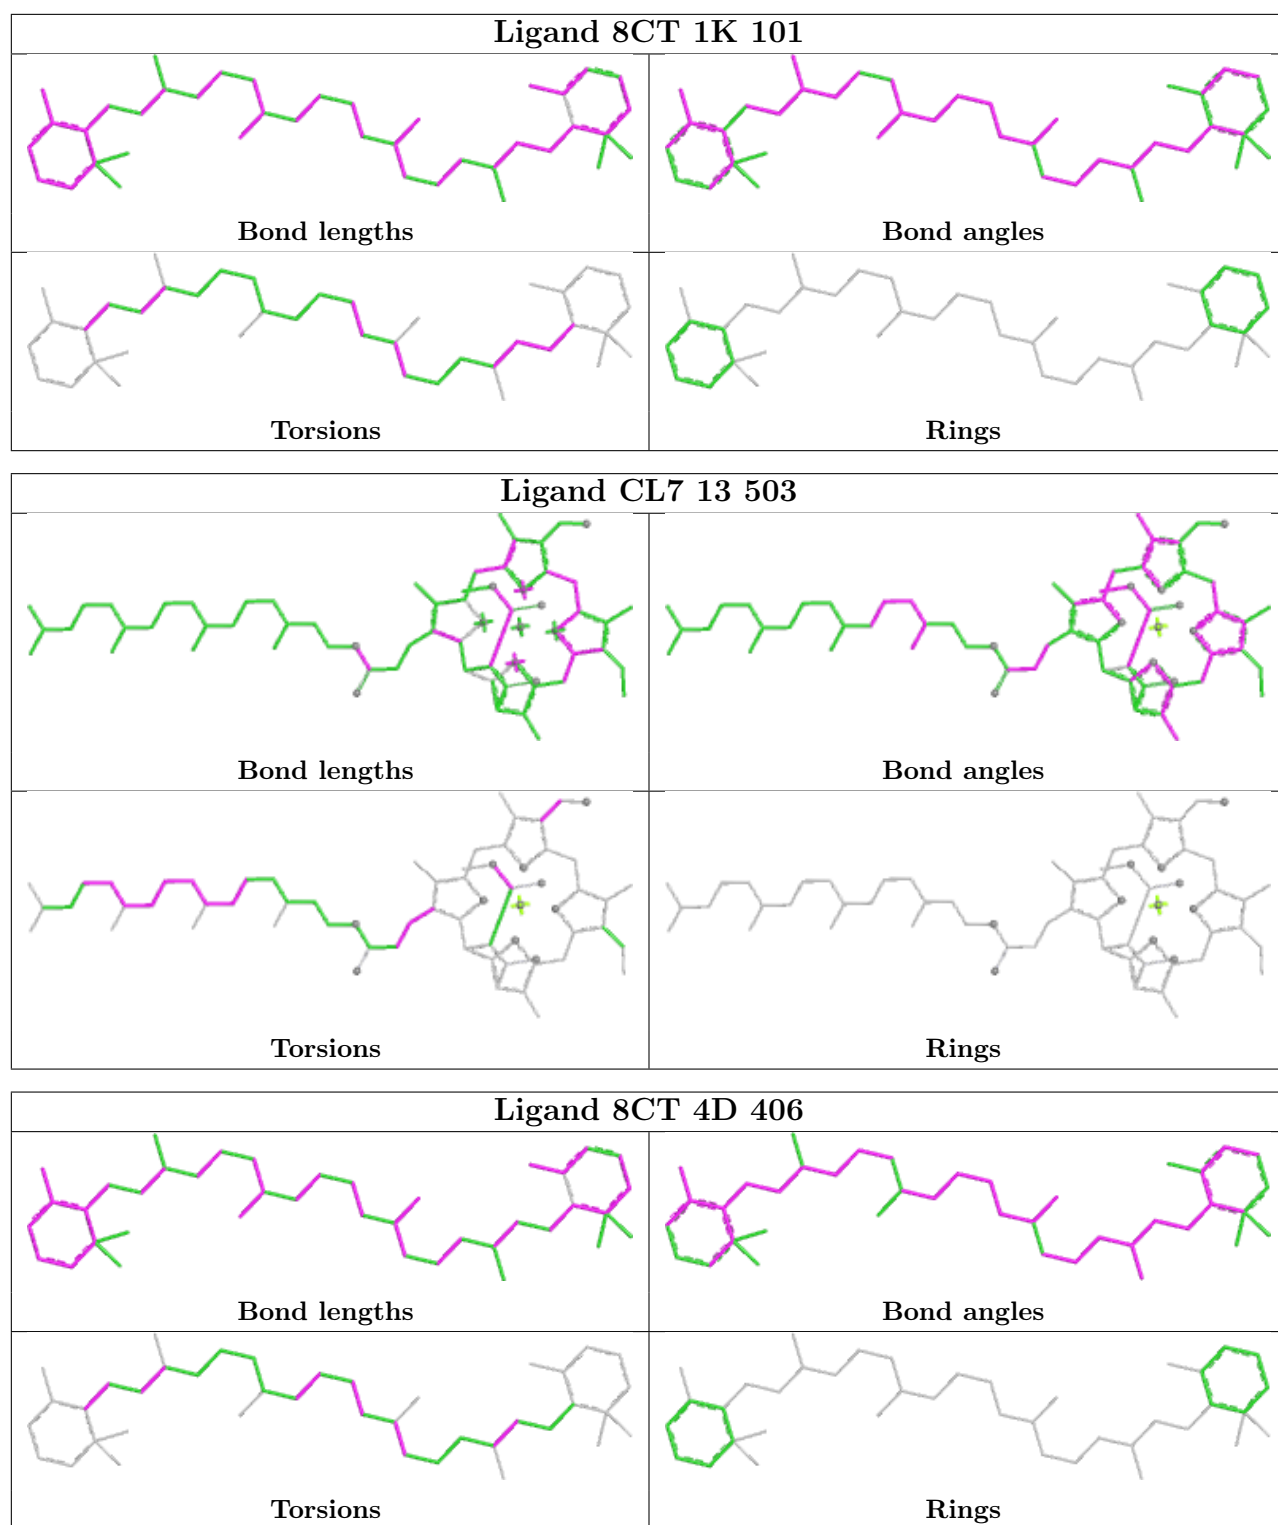 Ligand 8CT 1K 101
Bond lengths
Bond angles
Torsions
Rings
Ligand CL7 13 503
Bond lengths
Bond angles
Torsions
Rings
Ligand 8CT 4D 406
Bond lengths
Bond angles
Torsions
Rings